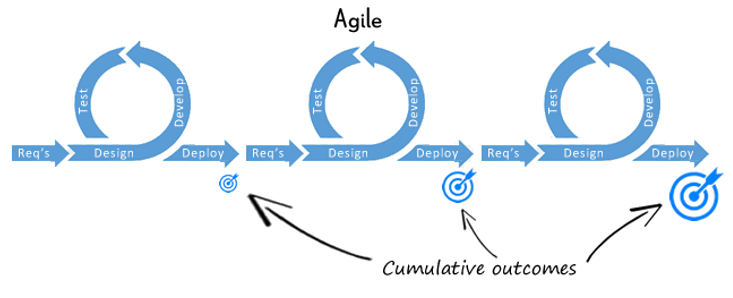 Agile
Test
Develop
Req's
Design
Deploy
Test
Develop
Req's
Design
Deploy
Test
Develop
Req's
Design
Deploy
Cumulative outcomes